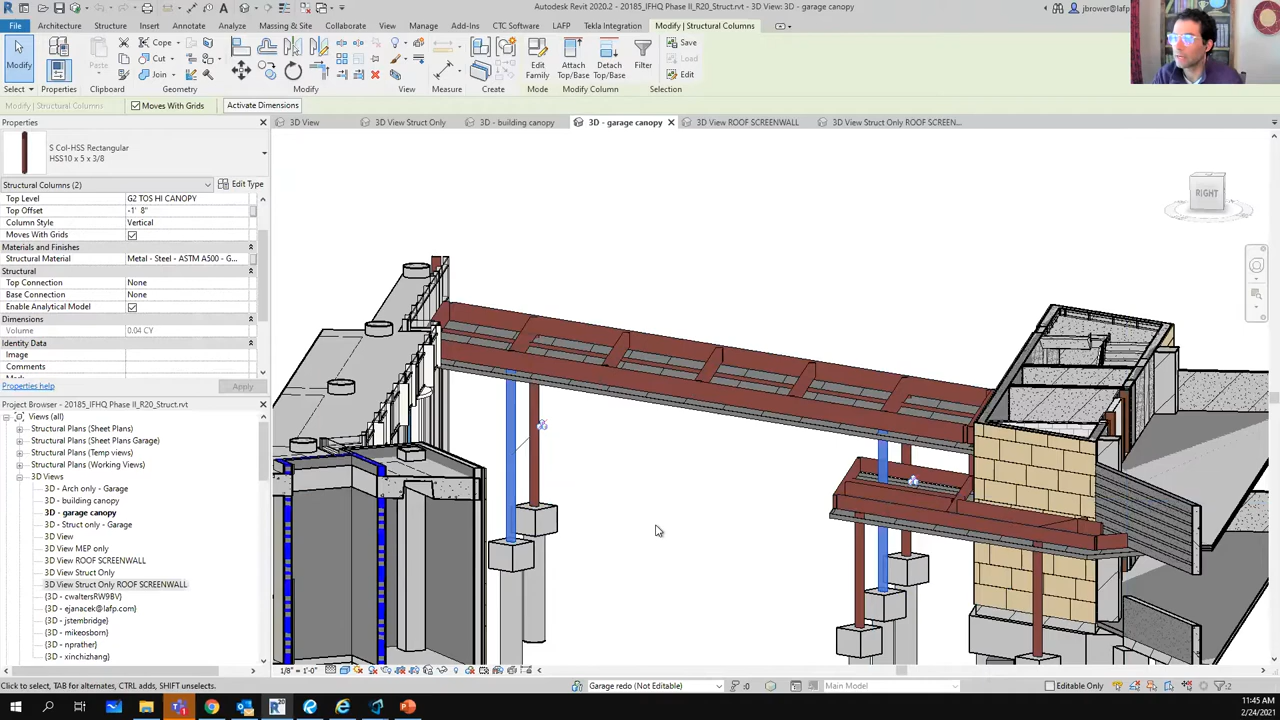 Autodesk Revit 2020.2 - 20185_IFHQ Phase II_R20_Struct.rvt - 3D View: 3D - garage canopy
jbrower@lafp
File Architecture Structure Steel Systems Insert Annotate Analyze Massing & Site Collaborate View Manage Add-Ins CTC Software LAFP Tekla Integration Modify | Structural Columns
Modify
Paste
Cope
Cut
Join
Edit Family
Attach Top/Base
Detach Top/Base
Filter
Save
Load
Edit
Select Properties Clipboard Geometry Modify View Measure Create Mode Modify Column Selection
Modify | Structural Columns Moves With Grids Activate Dimensions
Properties
3D View
3D View Struct Only
3D - building canopy
3D - garage canopy
3D View ROOF SCREENWALL
3D View Struct Only ROOF SCREEN...
S Col-HSS Rectangular
HSS10 x 5 x 3/8
Structural Columns (2) Edit Type
Top Level G2 TOS HI CANOPY
Top Offset -1' 8"
Column Style Vertical
Moves With Grids
Materials and Finishes
Structural Material Metal - Steel - ASTM A500 - G...
Structural
Top Connection None
Base Connection None
Enable Analytical Model
Dimensions
Volume 0.04 CY
Identity Data
Image
Comments
Properties help Apply
RIGHT
Project Browser - 20185_IFHQ Phase II_R20_Struct.rvt
Views (all)
Structural Plans (Sheet Plans)
Structural Plans (Sheet Plans Garage)
Structural Plans (Temp views)
Structural Plans (Working Views)
3D Views
3D - Arch only - Garage
3D - building canopy
3D - garage canopy
3D - Struct only - Garage
3D View
3D View MEP only
3D View ROOF SCREENWALL
3D View Struct Only
3D View Struct Only ROOF SCREENWALL
{3D - cwaltersRW9BV}
{3D - ejanacek@lafp.com}
{3D - jstembridge}
{3D - mikeosborn}
{3D - nprather}
{3D - xinchizhang}
1/8" = 1'-0"
Click to select, TAB for alternates, CTRL adds, SHIFT unselects.
Garage redo (Not Editable)
:0
Main Model
Editable Only
:2
11:45 AM
2/24/2021